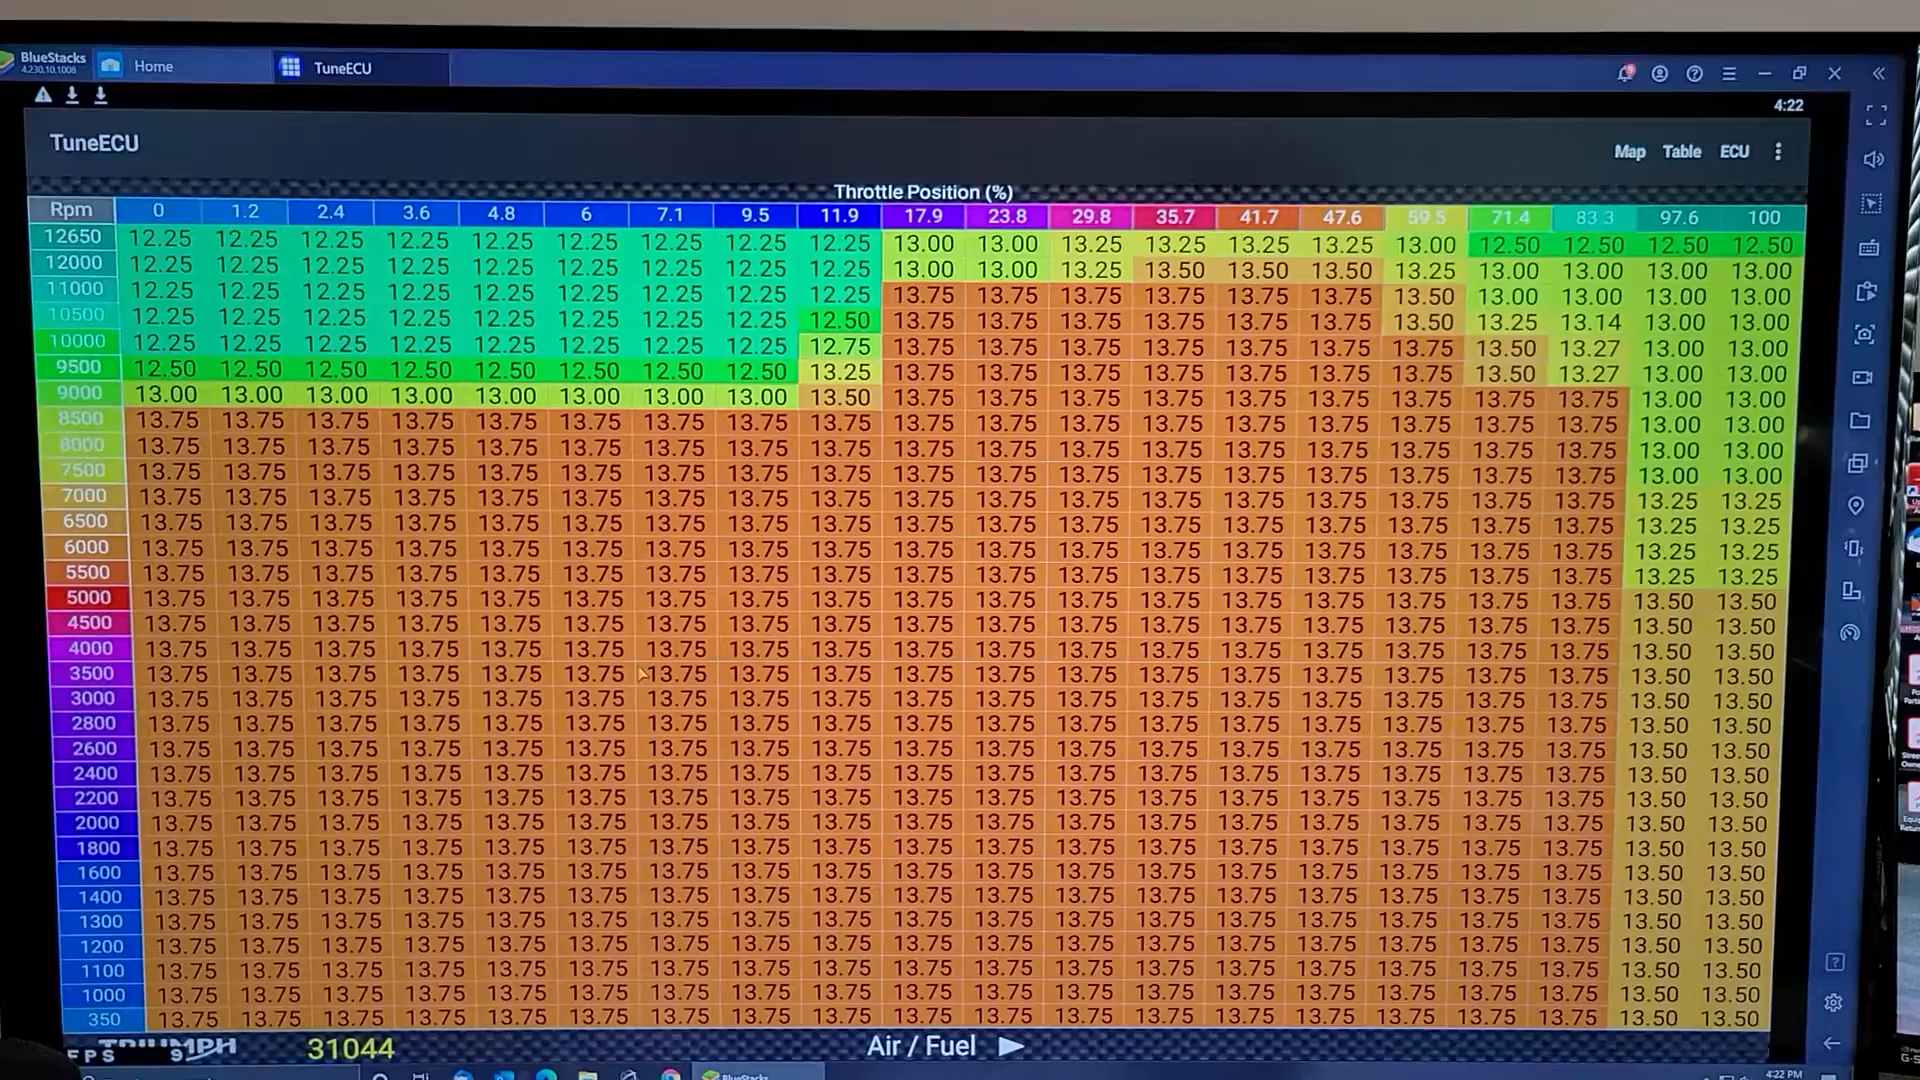 BlueStacks
4.230.10.1008
Home
TuneECU
4:22
TuneECU
Map Table ECU
Throttle Position (%)
Rpm 0 1.2 2.4 3.6 4.8 6 7.1 9.5 11.9 17.9 23.8 29.8 35.7 41.7 47.6 59.5 71.4 83.3 97.6 100
12650 12.25 12.25 12.25 12.25 12.25 12.25 12.25 12.25 12.25 13.00 13.00 13.25 13.25 13.25 13.25 13.00 12.50 12.50 12.50 12.50
12000 12.25 12.25 12.25 12.25 12.25 12.25 12.25 12.25 12.25 13.00 13.00 13.25 13.50 13.50 13.50 13.25 13.00 13.00 13.00 13.00
11000 12.25 12.25 12.25 12.25 12.25 12.25 12.25 12.25 12.25 13.75 13.75 13.75 13.75 13.75 13.75 13.50 13.00 13.00 13.00 13.00
10500 12.25 12.25 12.25 12.25 12.25 12.25 12.25 12.25 12.50 13.75 13.75 13.75 13.75 13.75 13.75 13.50 13.25 13.14 13.00 13.00
10000 12.25 12.25 12.25 12.25 12.25 12.25 12.25 12.25 12.75 13.75 13.75 13.75 13.75 13.75 13.75 13.75 13.50 13.27 13.00 13.00
9500 12.50 12.50 12.50 12.50 12.50 12.50 12.50 12.50 13.25 13.75 13.75 13.75 13.75 13.75 13.75 13.75 13.50 13.27 13.00 13.00
9000 13.00 13.00 13.00 13.00 13.00 13.00 13.00 13.00 13.50 13.75 13.75 13.75 13.75 13.75 13.75 13.75 13.75 13.75 13.00 13.00
8500 13.75 13.75 13.75 13.75 13.75 13.75 13.75 13.75 13.75 13.75 13.75 13.75 13.75 13.75 13.75 13.75 13.75 13.75 13.00 13.00
8000 13.75 13.75 13.75 13.75 13.75 13.75 13.75 13.75 13.75 13.75 13.75 13.75 13.75 13.75 13.75 13.75 13.75 13.75 13.00 13.00
7500 13.75 13.75 13.75 13.75 13.75 13.75 13.75 13.75 13.75 13.75 13.75 13.75 13.75 13.75 13.75 13.75 13.75 13.75 13.00 13.00
7000 13.75 13.75 13.75 13.75 13.75 13.75 13.75 13.75 13.75 13.75 13.75 13.75 13.75 13.75 13.75 13.75 13.75 13.75 13.25 13.25
6500 13.75 13.75 13.75 13.75 13.75 13.75 13.75 13.75 13.75 13.75 13.75 13.75 13.75 13.75 13.75 13.75 13.75 13.75 13.25 13.25
6000 13.75 13.75 13.75 13.75 13.75 13.75 13.75 13.75 13.75 13.75 13.75 13.75 13.75 13.75 13.75 13.75 13.75 13.75 13.25 13.25
5500 13.75 13.75 13.75 13.75 13.75 13.75 13.75 13.75 13.75 13.75 13.75 13.75 13.75 13.75 13.75 13.75 13.75 13.75 13.25 13.25
5000 13.75 13.75 13.75 13.75 13.75 13.75 13.75 13.75 13.75 13.75 13.75 13.75 13.75 13.75 13.75 13.75 13.75 13.75 13.50 13.50
4500 13.75 13.75 13.75 13.75 13.75 13.75 13.75 13.75 13.75 13.75 13.75 13.75 13.75 13.75 13.75 13.75 13.75 13.75 13.50 13.50
4000 13.75 13.75 13.75 13.75 13.75 13.75 13.75 13.75 13.75 13.75 13.75 13.75 13.75 13.75 13.75 13.75 13.75 13.75 13.50 13.50
3500 13.75 13.75 13.75 13.75 13.75 13.75 13.75 13.75 13.75 13.75 13.75 13.75 13.75 13.75 13.75 13.75 13.75 13.75 13.50 13.50
3000 13.75 13.75 13.75 13.75 13.75 13.75 13.75 13.75 13.75 13.75 13.75 13.75 13.75 13.75 13.75 13.75 13.75 13.75 13.50 13.50
2800 13.75 13.75 13.75 13.75 13.75 13.75 13.75 13.75 13.75 13.75 13.75 13.75 13.75 13.75 13.75 13.75 13.75 13.75 13.50 13.50
2600 13.75 13.75 13.75 13.75 13.75 13.75 13.75 13.75 13.75 13.75 13.75 13.75 13.75 13.75 13.75 13.75 13.75 13.75 13.50 13.50
2400 13.75 13.75 13.75 13.75 13.75 13.75 13.75 13.75 13.75 13.75 13.75 13.75 13.75 13.75 13.75 13.75 13.75 13.75 13.50 13.50
2200 13.75 13.75 13.75 13.75 13.75 13.75 13.75 13.75 13.75 13.75 13.75 13.75 13.75 13.75 13.75 13.75 13.75 13.75 13.50 13.50
2000 13.75 13.75 13.75 13.75 13.75 13.75 13.75 13.75 13.75 13.75 13.75 13.75 13.75 13.75 13.75 13.75 13.75 13.75 13.50 13.50
1800 13.75 13.75 13.75 13.75 13.75 13.75 13.75 13.75 13.75 13.75 13.75 13.75 13.75 13.75 13.75 13.75 13.75 13.75 13.50 13.50
1600 13.75 13.75 13.75 13.75 13.75 13.75 13.75 13.75 13.75 13.75 13.75 13.75 13.75 13.75 13.75 13.75 13.75 13.75 13.50 13.50
1400 13.75 13.75 13.75 13.75 13.75 13.75 13.75 13.75 13.75 13.75 13.75 13.75 13.75 13.75 13.75 13.75 13.75 13.75 13.50 13.50
1300 13.75 13.75 13.75 13.75 13.75 13.75 13.75 13.75 13.75 13.75 13.75 13.75 13.75 13.75 13.75 13.75 13.75 13.75 13.50 13.50
1200 13.75 13.75 13.75 13.75 13.75 13.75 13.75 13.75 13.75 13.75 13.75 13.75 13.75 13.75 13.75 13.75 13.75 13.75 13.50 13.50
1100 13.75 13.75 13.75 13.75 13.75 13.75 13.75 13.75 13.75 13.75 13.75 13.75 13.75 13.75 13.75 13.75 13.75 13.75 13.50 13.50
1000 13.75 13.75 13.75 13.75 13.75 13.75 13.75 13.75 13.75 13.75 13.75 13.75 13.75 13.75 13.75 13.75 13.75 13.75 13.50 13.50
350 13.75 13.75 13.75 13.75 13.75 13.75 13.75 13.75 13.75 13.75 13.75 13.75 13.75 13.75 13.75 13.75 13.75 13.75 13.50 13.50
TRIUMPH 31044 Air / Fuel
FPS 9
BlueStacks
4:22 PM